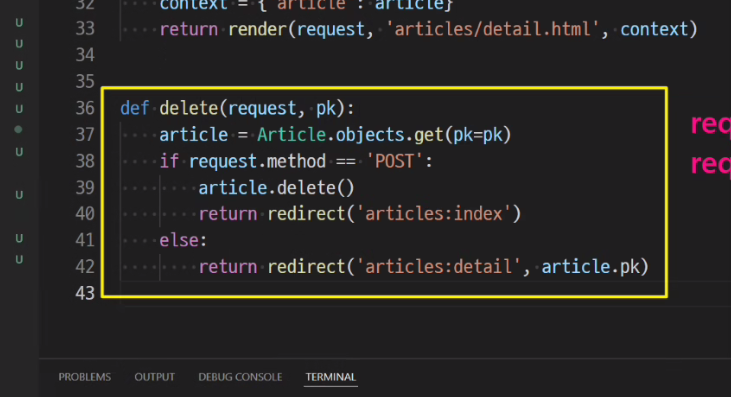 32 context = {'article': article}
33 return render(request, 'articles/detail.html', context)
34
35
36 def delete(request, pk):
37 article = Article.objects.get(pk=pk)
38 if request.method == 'POST':
39 article.delete()
40 return redirect('articles:index')
41 else:
42 return redirect('articles:detail', article.pk)
43
req
req
U
U
U
U
U
U
U
U
U
PROBLEMS OUTPUT DEBUG CONSOLE TERMINAL